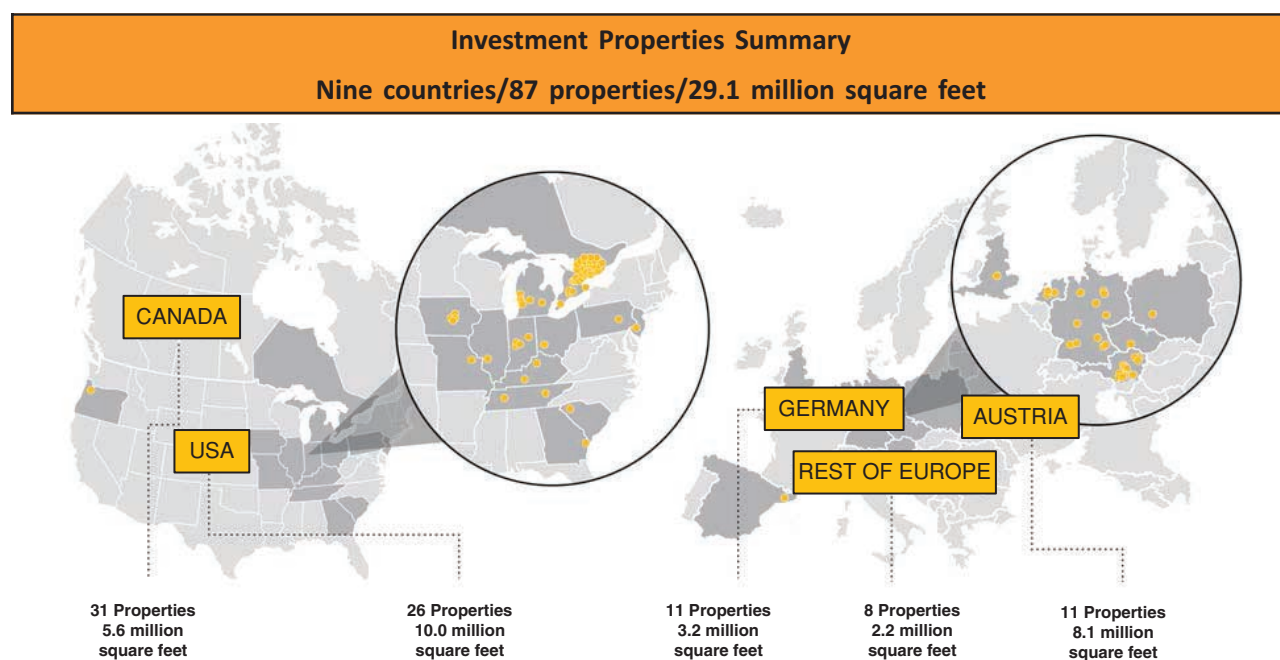 Investment Properties Summary
Nine countries/87 properties/29.1 million square feet
CANADA
USA
GERMANY
AUSTRIA
REST OF EUROPE
31 Properties
5.6 million
square feet
26 Properties
10.0 million
square feet
11 Properties
3.2 million
square feet
8 Properties
2.2 million
square feet
11 Properties
8.1 million
square feet